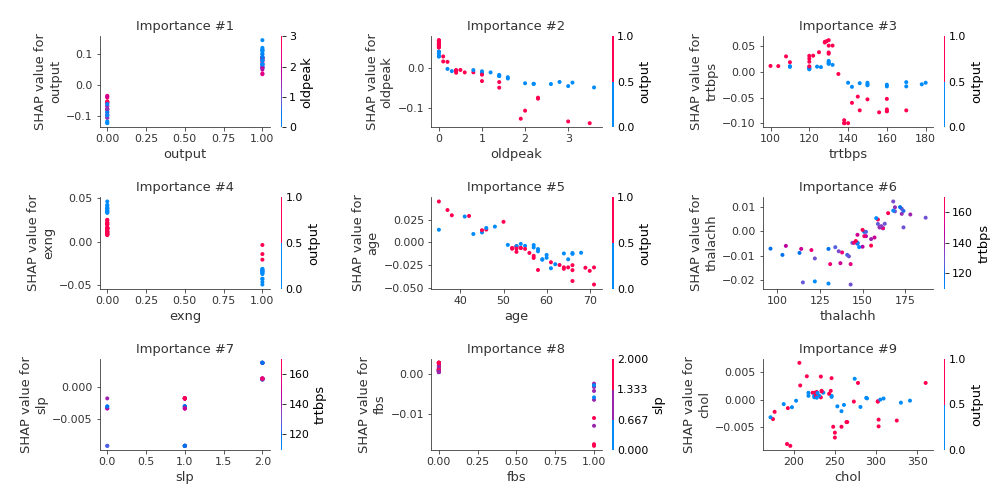 Importance #1
Importance #2
Importance #3
SHAP value for
output
0.1
0.0
−0.1
0.00 0.25 0.50 0.75 1.00
output
3
2
1
0
oldpeak
SHAP value for
oldpeak
0.0
−0.1
0 1 2 3
oldpeak
1.0
0.5
0.0
output
SHAP value for
trtbps
0.05
0.00
−0.05
−0.10
100 120 140 160 180
trtbps
1.0
0.5
0.0
output
Importance #4
Importance #5
Importance #6
SHAP value for
exng
0.05
0.00
−0.05
0.00 0.25 0.50 0.75 1.00
exng
1.0
0.5
0.0
output
SHAP value for
age
0.025
0.000
−0.025
−0.050
40 50 60 70
age
1.0
0.5
0.0
output
SHAP value for
thalachh
0.01
0.00
−0.01
−0.02
100 125 150 175
thalachh
160
140
120
trtbps
Importance #7
Importance #8
Importance #9
SHAP value for
slp
0.000
−0.005
0.0 0.5 1.0 1.5 2.0
slp
160
140
120
trtbps
SHAP value for
fbs
0.00
−0.01
0.00 0.25 0.50 0.75 1.00
fbs
2.000
1.333
0.667
0.000
slp
SHAP value for
chol
0.005
0.000
−0.005
200 250 300 350
chol
1.0
0.5
0.0
output